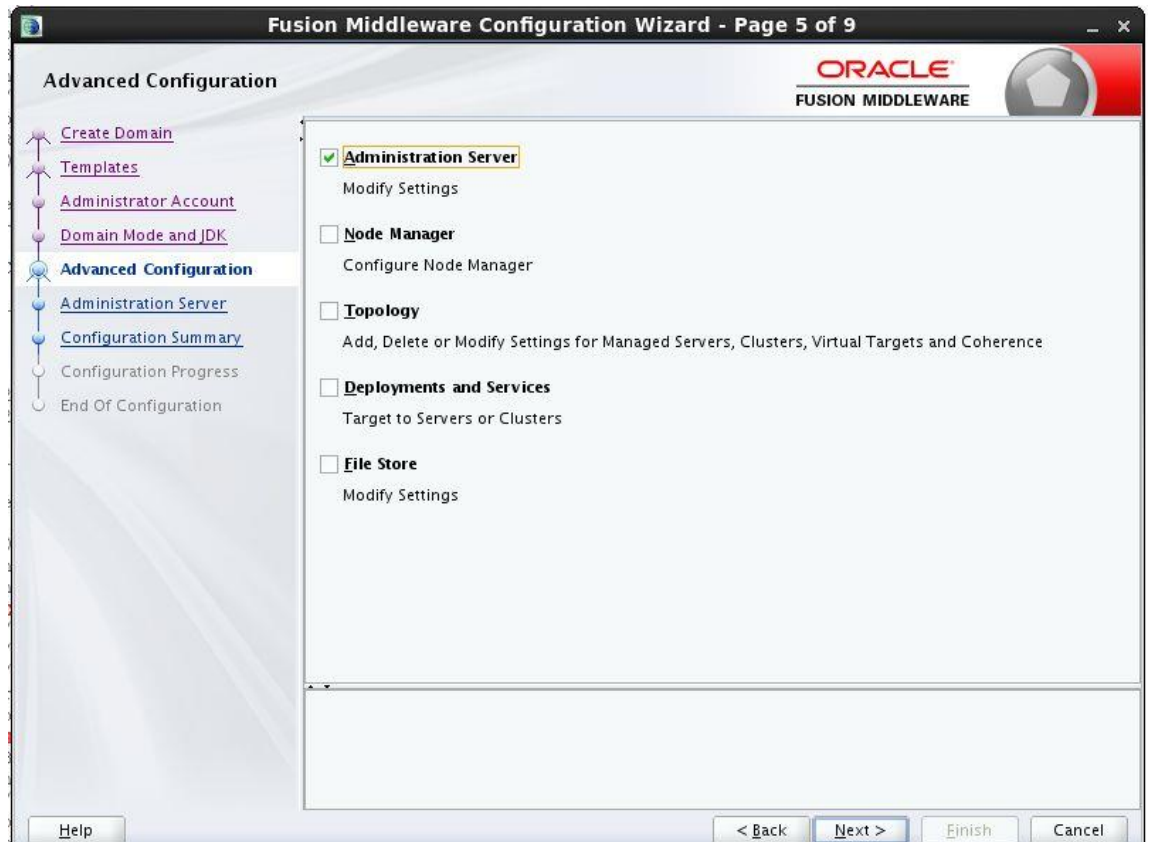 Fusion Middleware Configuration Wizard - Page 5 of 9
Advanced Configuration
ORACLE
FUSION MIDDLEWARE
Create Domain
Templates
Administrator Account
Domain Mode and JDK
Advanced Configuration
Administration Server
Configuration Summary
Configuration Progress
End Of Configuration
Administration Server
Modify Settings
Node Manager
Configure Node Manager
Topology
Add, Delete or Modify Settings for Managed Servers, Clusters, Virtual Targets and Coherence
Deployments and Services
Target to Servers or Clusters
File Store
Modify Settings
Help
< Back
Next >
Finish
Cancel